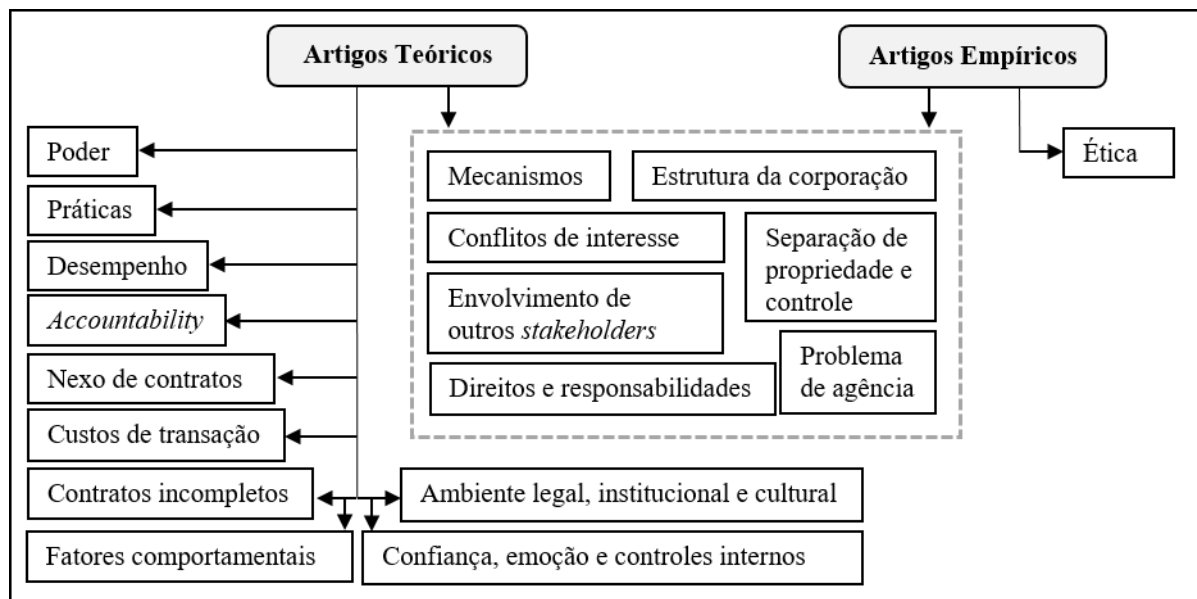 Artigos Teóricos
Artigos Empíricos
Poder
Práticas
Desempenho
Accountability
Nexo de contratos
Custos de transação
Contratos incompletos
Fatores comportamentais
Mecanismos
Estrutura da corporação
Conflitos de interesse
Separação de
propriedade e
controle
Envolvimento de
outros stakeholders
Problema
de agência
Direitos e responsabilidades
Ambiente legal, institucional e cultural
Confiança, emoção e controles internos
Ética